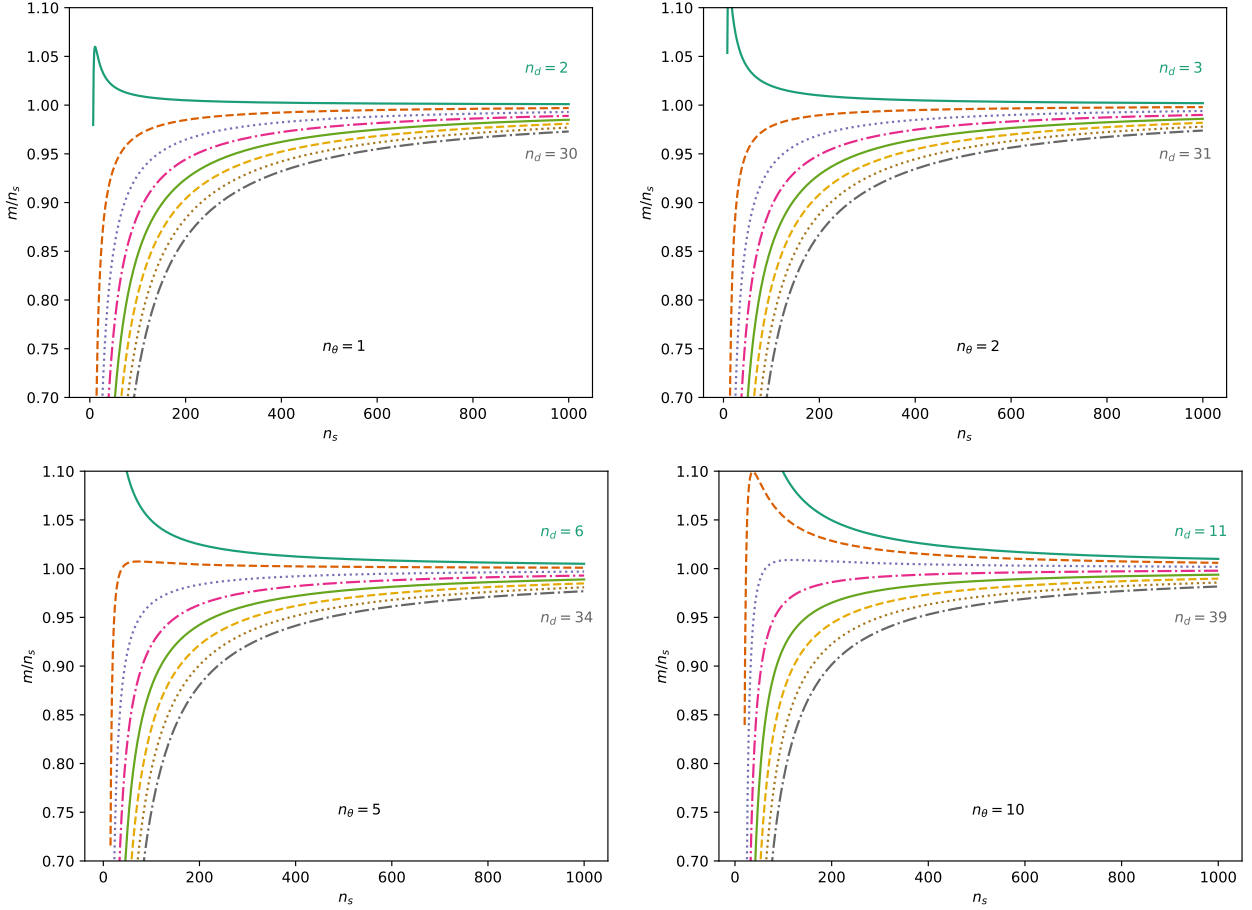 1.10
1.05
1.00
0.95
0.90
0.85
0.80
0.75
0.70
m/n_s
n_d = 2
n_d = 30
n_θ = 1
0 200 400 600 800 1000
n_s
1.10
1.05
1.00
0.95
0.90
0.85
0.80
0.75
0.70
m/n_s
n_d = 3
n_d = 31
n_θ = 2
0 200 400 600 800 1000
n_s
1.10
1.05
1.00
0.95
0.90
0.85
0.80
0.75
0.70
m/n_s
n_d = 6
n_d = 34
n_θ = 5
0 200 400 600 800 1000
n_s
1.10
1.05
1.00
0.95
0.90
0.85
0.80
0.75
0.70
m/n_s
n_d = 11
n_d = 39
n_θ = 10
0 200 400 600 800 1000
n_s